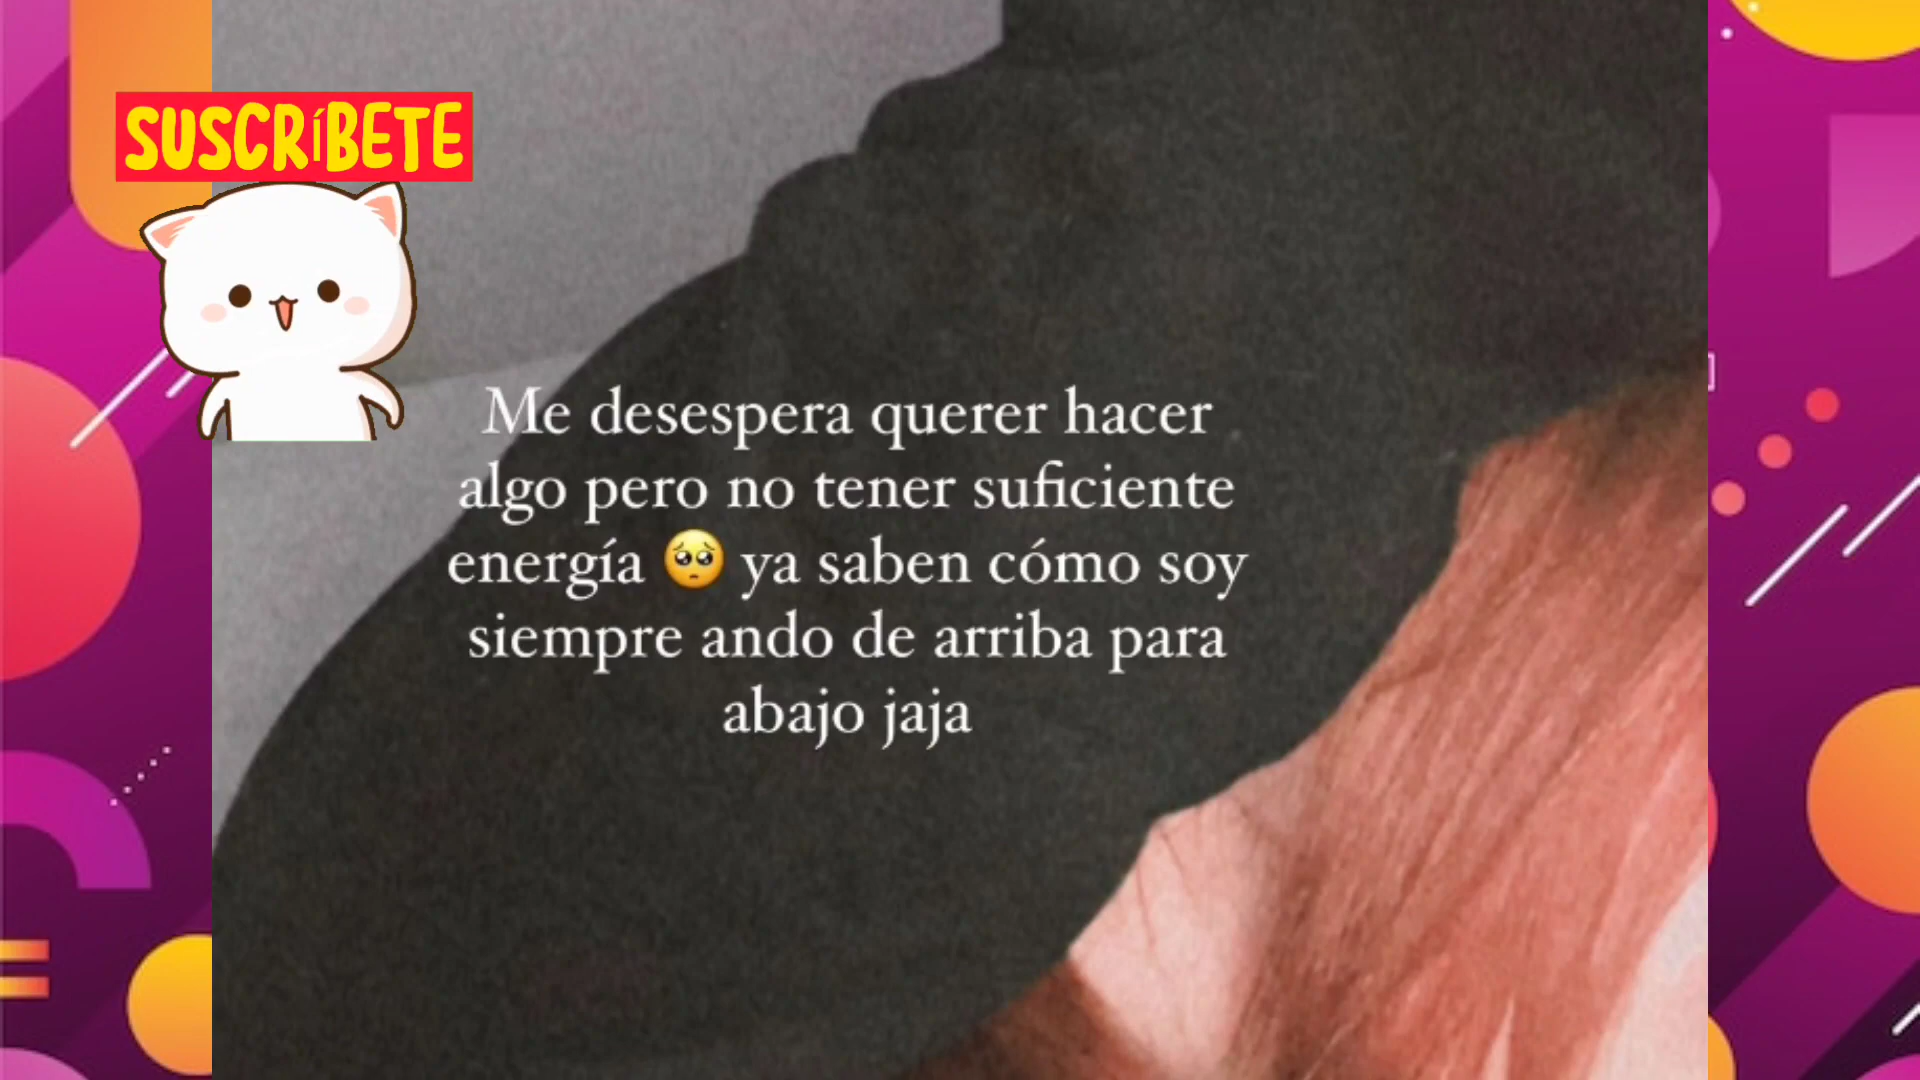 SUSCRÍBETE
Me desespera querer hacer
algo pero no tener suficiente
energía 🥺 ya saben cómo soy
siempre ando de arriba para
abajo jaja